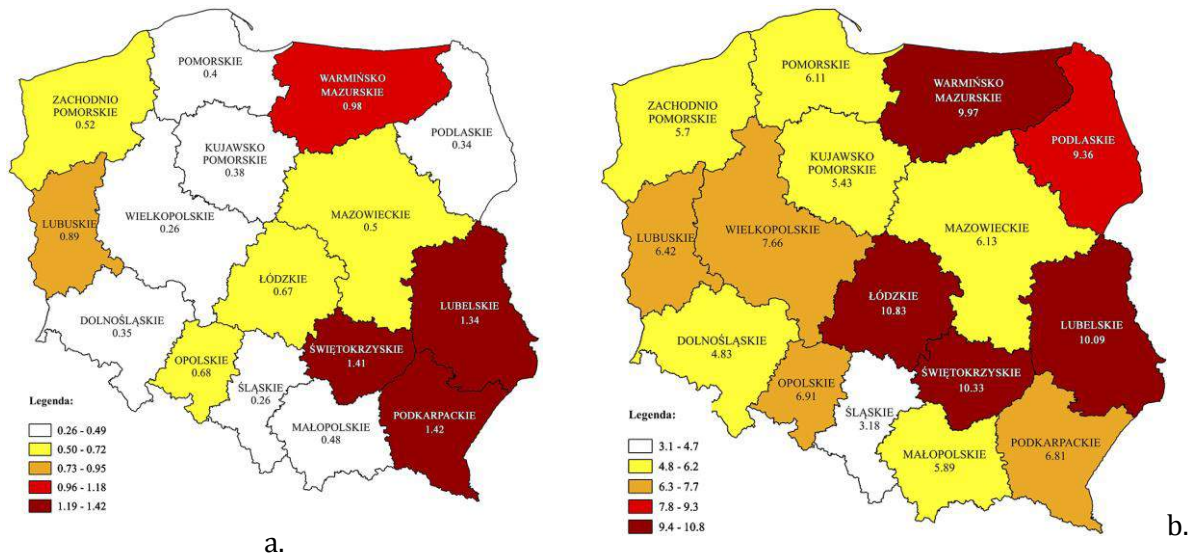 POMORSKIE
0.4
WARMIŃSKO
MAZURSKIE
0.98
ZACHODNIO
POMORSKIE
0.52
PODLASKIE
0.34
KUJAWSKO
POMORSKIE
0.38
LUBUSKIE
0.89
WIELKOPOLSKIE
0.26
MAZOWIECKIE
0.5
ŁÓDZKIE
0.67
LUBELSKIE
1.34
DOLNOŚLĄSKIE
0.35
OPOLSKIE
0.68
ŚLĄSKIE
0.26
ŚWIĘTOKRZYSKIE
1.41
MAŁOPOLSKIE
0.48
PODKARPACKIE
1.42
Legenda:
0.26 - 0.49
0.50 - 0.72
0.73 - 0.95
0.96 - 1.18
1.19 - 1.42
a.
POMORSKIE
6.11
WARMIŃSKO
MAZURSKIE
9.97
ZACHODNIO
POMORSKIE
5.7
PODLASKIE
9.36
KUJAWSKO
POMORSKIE
5.43
LUBUSKIE
6.42
WIELKOPOLSKIE
7.66
MAZOWIECKIE
6.13
ŁÓDZKIE
10.83
LUBELSKIE
10.09
DOLNOŚLĄSKIE
4.83
OPOLSKIE
6.91
ŚLĄSKIE
3.18
ŚWIĘTOKRZYSKIE
10.33
MAŁOPOLSKIE
5.89
PODKARPACKIE
6.81
Legenda:
3.1 - 4.7
4.8 - 6.2
6.3 - 7.7
7.8 - 9.3
9.4 - 10.8
b.